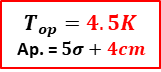 T_op = 4.5K
Ap. = 5σ + 4cm